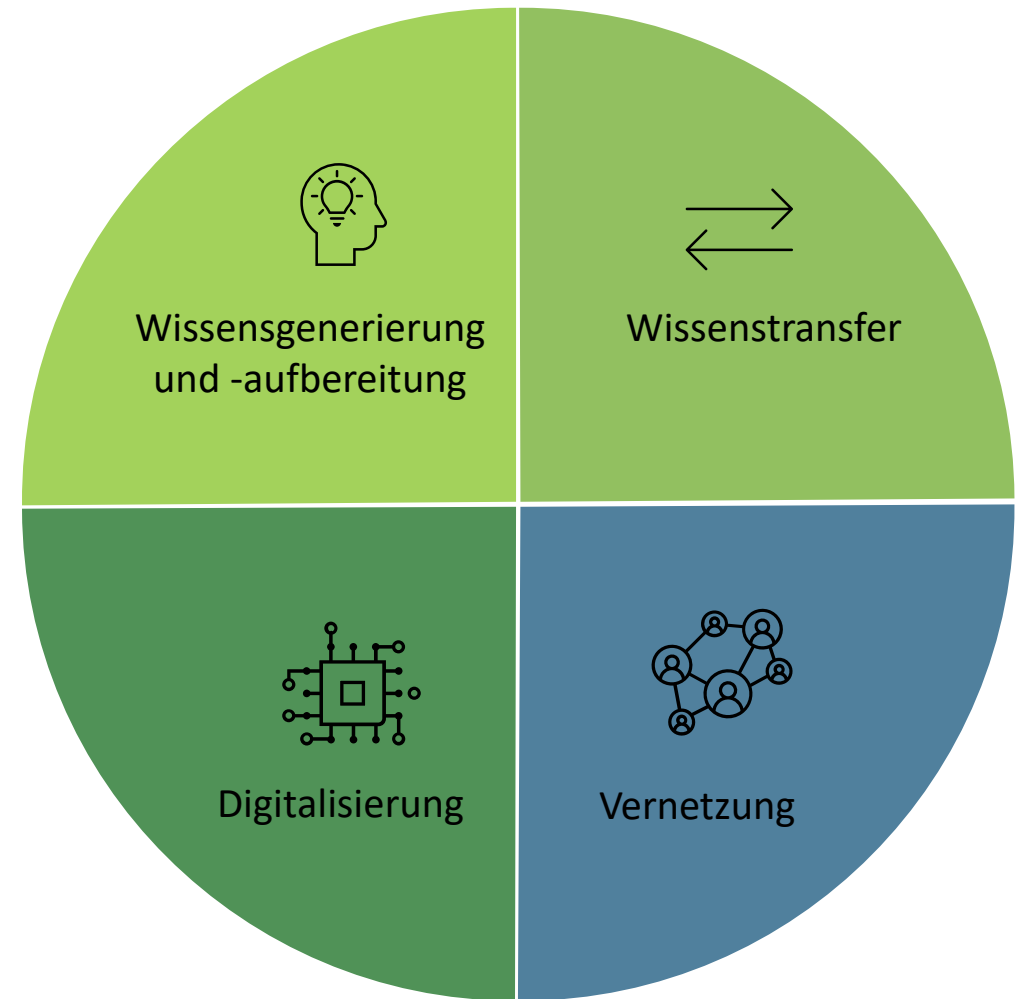 Wissensgenerierung
und -aufbereitung
Wissenstransfer
Digitalisierung
Vernetzung